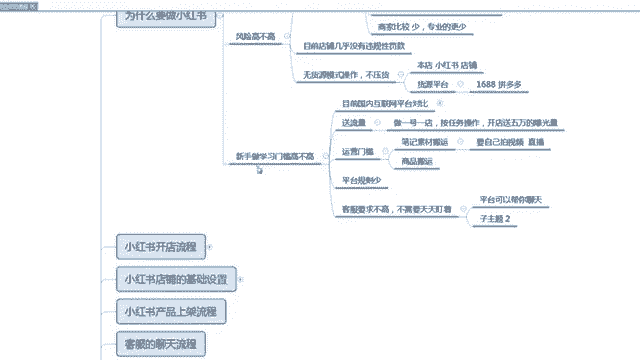 为什么要做小红书
商家比较少，专业的更少
风险高不高
目前店铺几乎没有违规性罚款
无货源模式操作，不压货
本店 小红书 店铺
货源平台
1688 拼多多
目前国内互联网平台对比
送流量
做一号一店，按任务操作，开店送五万的曝光量
新手做学习门槛高不高
运营门槛
笔记素材搬运
要自己拍视频 直播
商品搬运
平台规则少
客服要求不高，不需要天天盯着
平台可以帮你聊天
子主题 2
小红书开店流程
小红书店铺的基础设置
小红书产品上架流程
客服的聊天流程